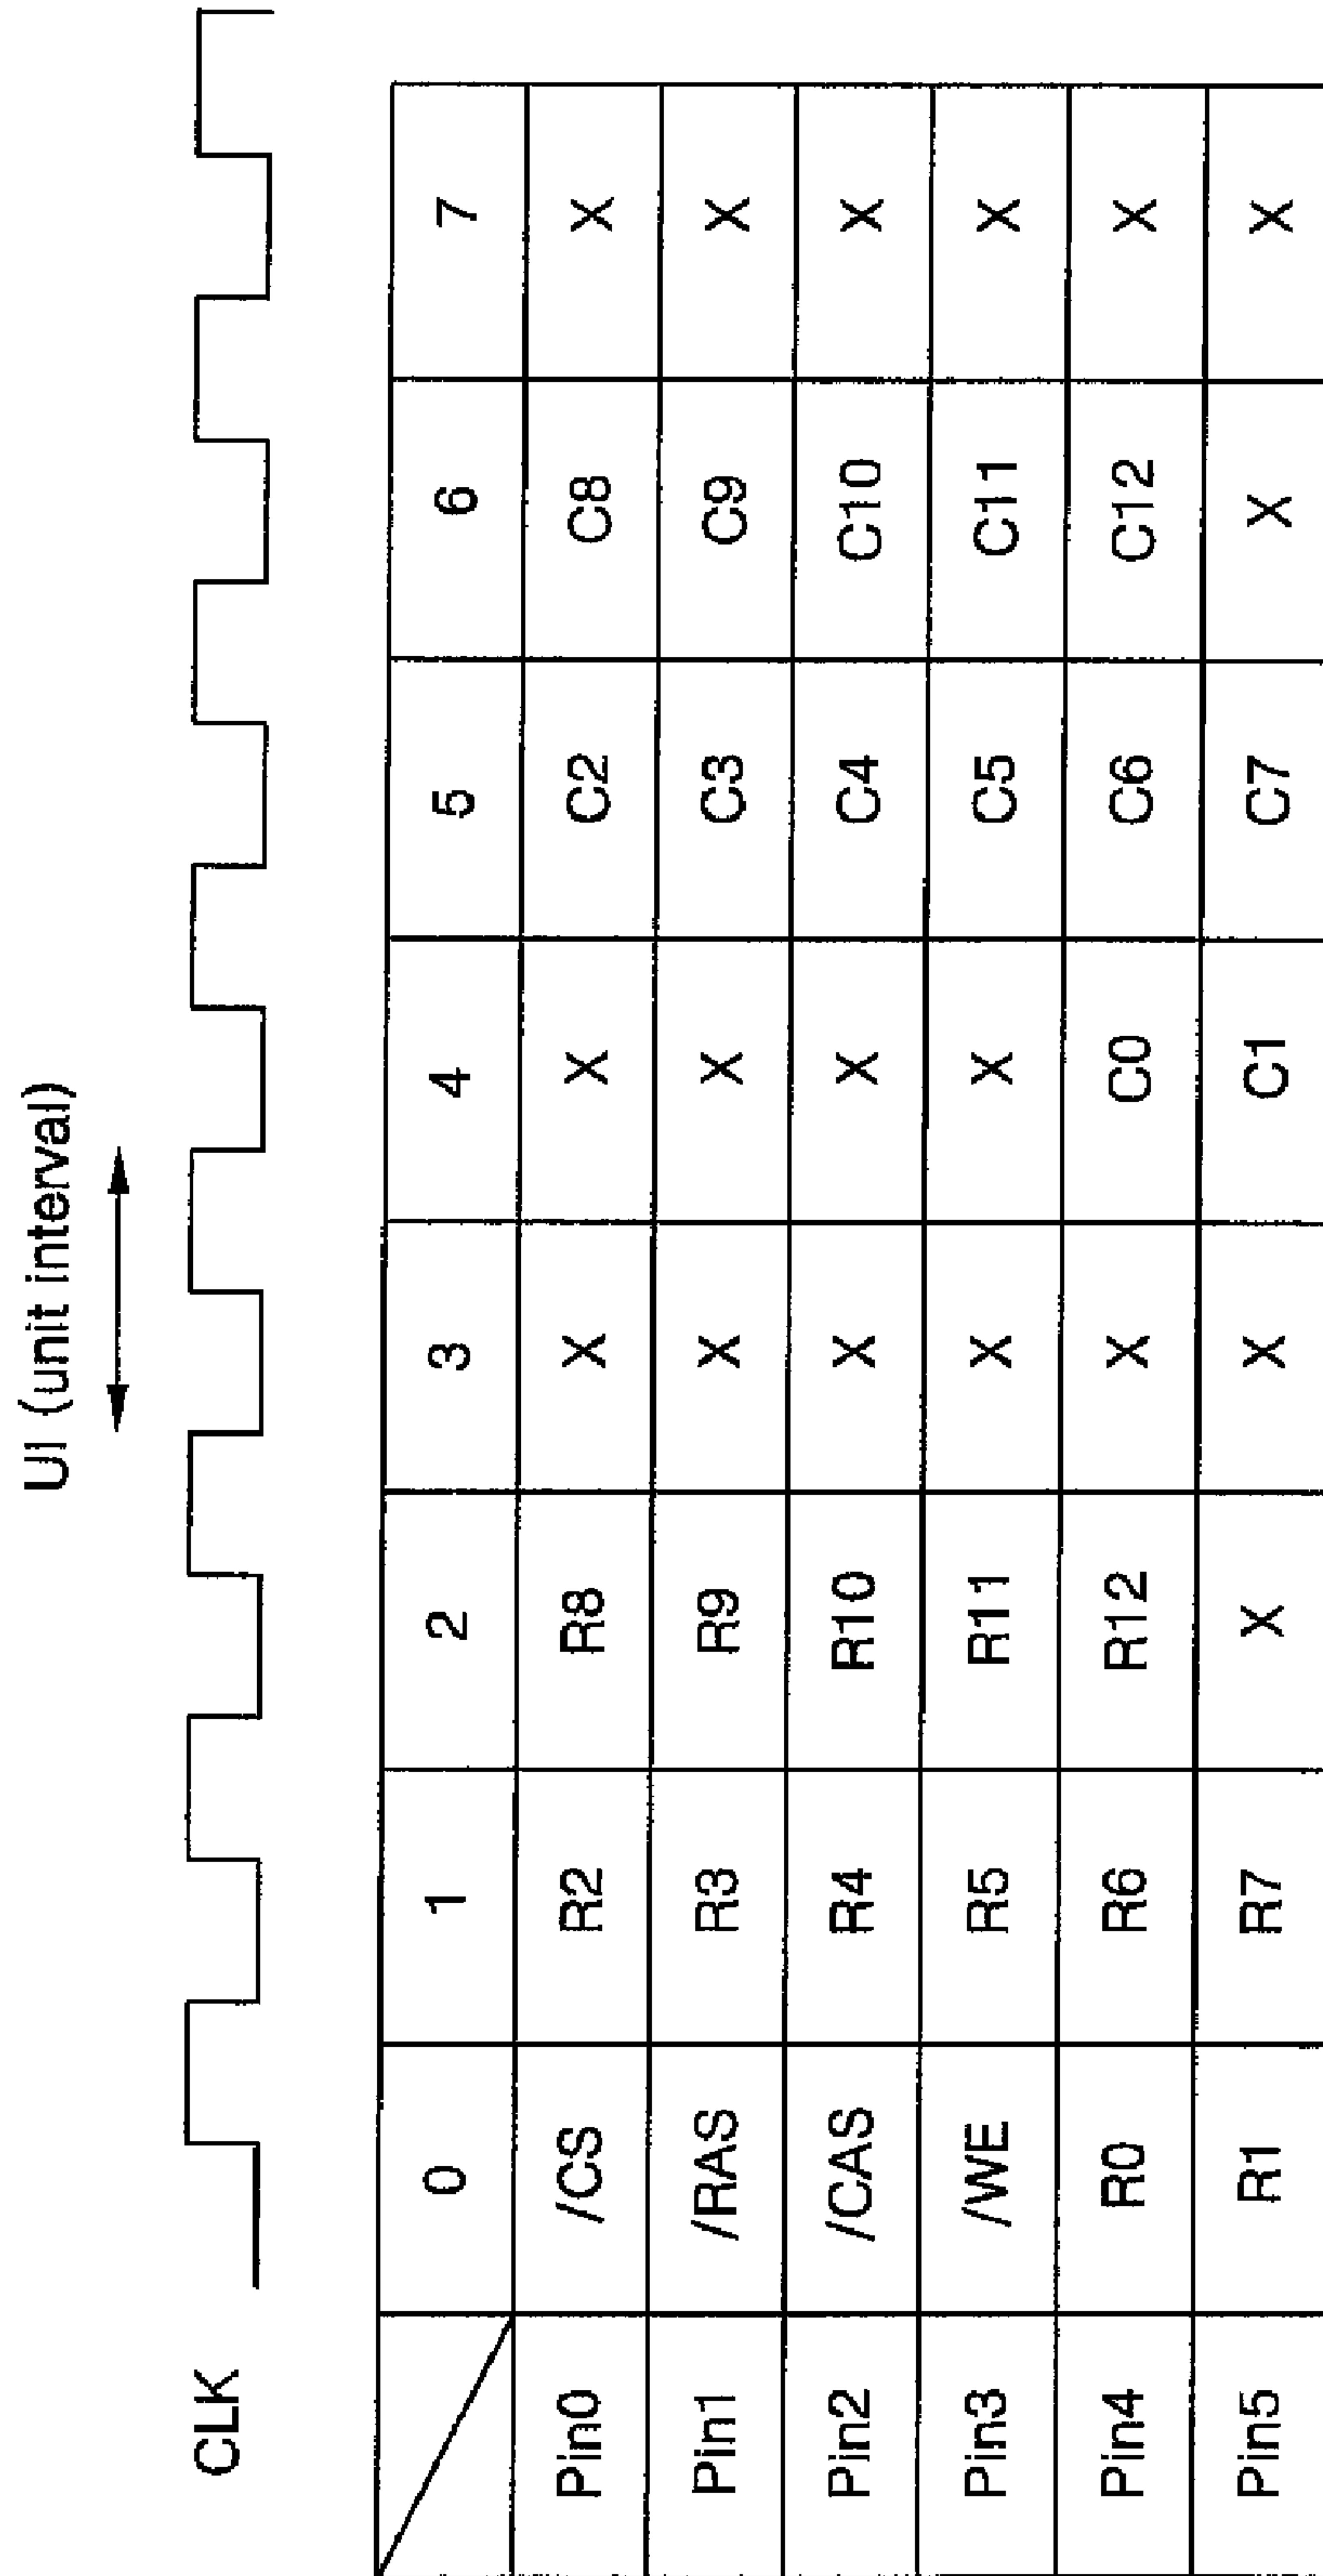 UI (unit interval)
CLK
0 1 2 3 4 5 6 7
Pin0 /CS R2 R8 X X C2 C8 X
Pin1 /RAS R3 R9 X X C3 C9 X
Pin2 /CAS R4 R10 X X C4 C10 X
Pin3 /WE R5 R11 X X C5 C11 X
Pin4 R0 R6 R12 X C0 C6 C12 X
Pin5 R1 R7 X X C1 C7 X X